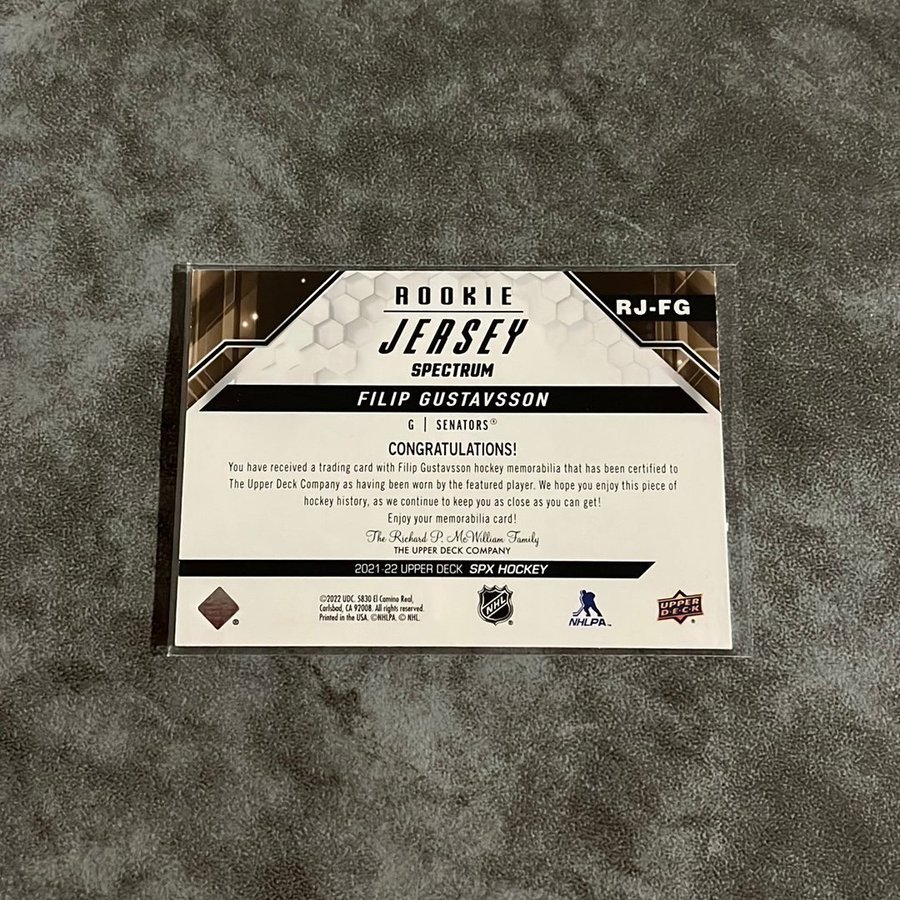 ROOKIE
RJ-FG
JERSEY
SPECTRUM
FILIP GUSTAVSSON
G | SENATORS®
CONGRATULATIONS!
You have received a trading card with Filip Gustavsson hockey memorabilia that has been certified to
The Upper Deck Company as having been worn by the featured player. We hope you enjoy this piece of
hockey history, as we continue to keep you as close as you can get!
Enjoy your memorabilia card!
The Richard P. McWilliam Family
THE UPPER DECK COMPANY
2021-22 UPPER DECK SPX HOCKEY
©2022 UDC. 5830 El Camino Real,
Carlsbad, CA 92008. All rights reserved.
Printed in the USA. ©NHLPA. © NHL.
NHL
NHLPA™
UPPER
DECK